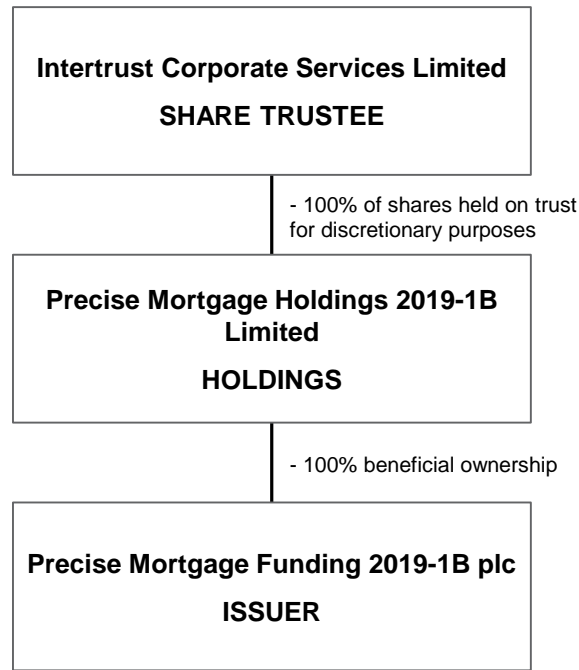 Intertrust Corporate Services Limited
SHARE TRUSTEE
- 100% of shares held on trust
for discretionary purposes
Precise Mortgage Holdings 2019-1B
Limited
HOLDINGS
- 100% beneficial ownership
Precise Mortgage Funding 2019-1B plc
ISSUER